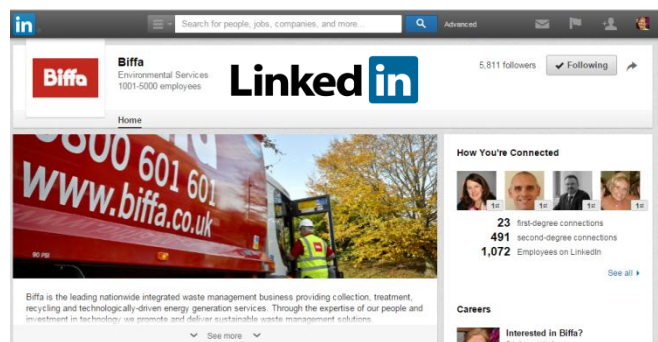 in
Search for people, jobs, companies, and more...
Advanced
Biffa
Biffa
Environmental Services
1001-5000 employees
Linked in
5,811 followers
Following
Home
0800 601 601
www.biffa.co.uk
How You're Connected
1st
1st
1st
1st
23 first-degree connections
491 second-degree connections
1,072 Employees on LinkedIn
See all
Biffa is the leading nationwide integrated waste management business providing collection, treatment,
recycling and technologically-driven energy generation services. Through the expertise of our people and
investment in technology we promote and deliver sustainable waste management solutions.
See more
Careers
Interested in Biffa?